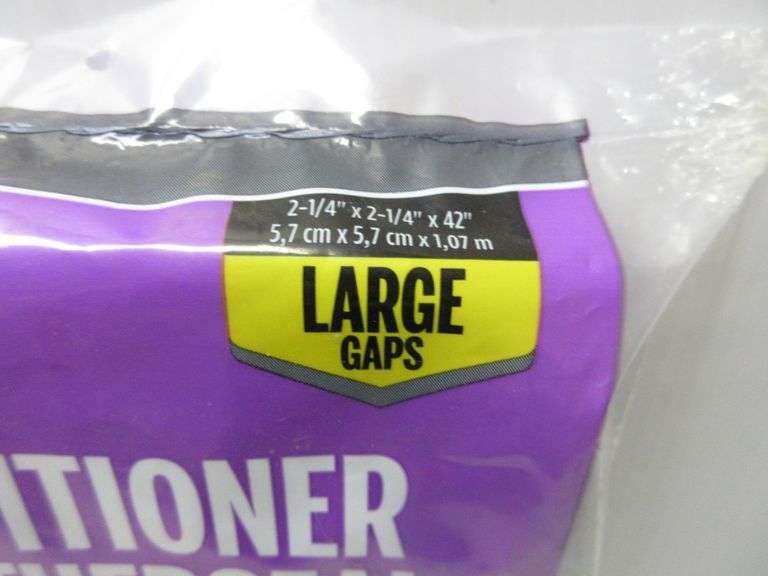 2-1/4" x 2-1/4" x 42"
5,7 cm x 5,7 cm x 1,07 m
LARGE
GAPS
ITIONER